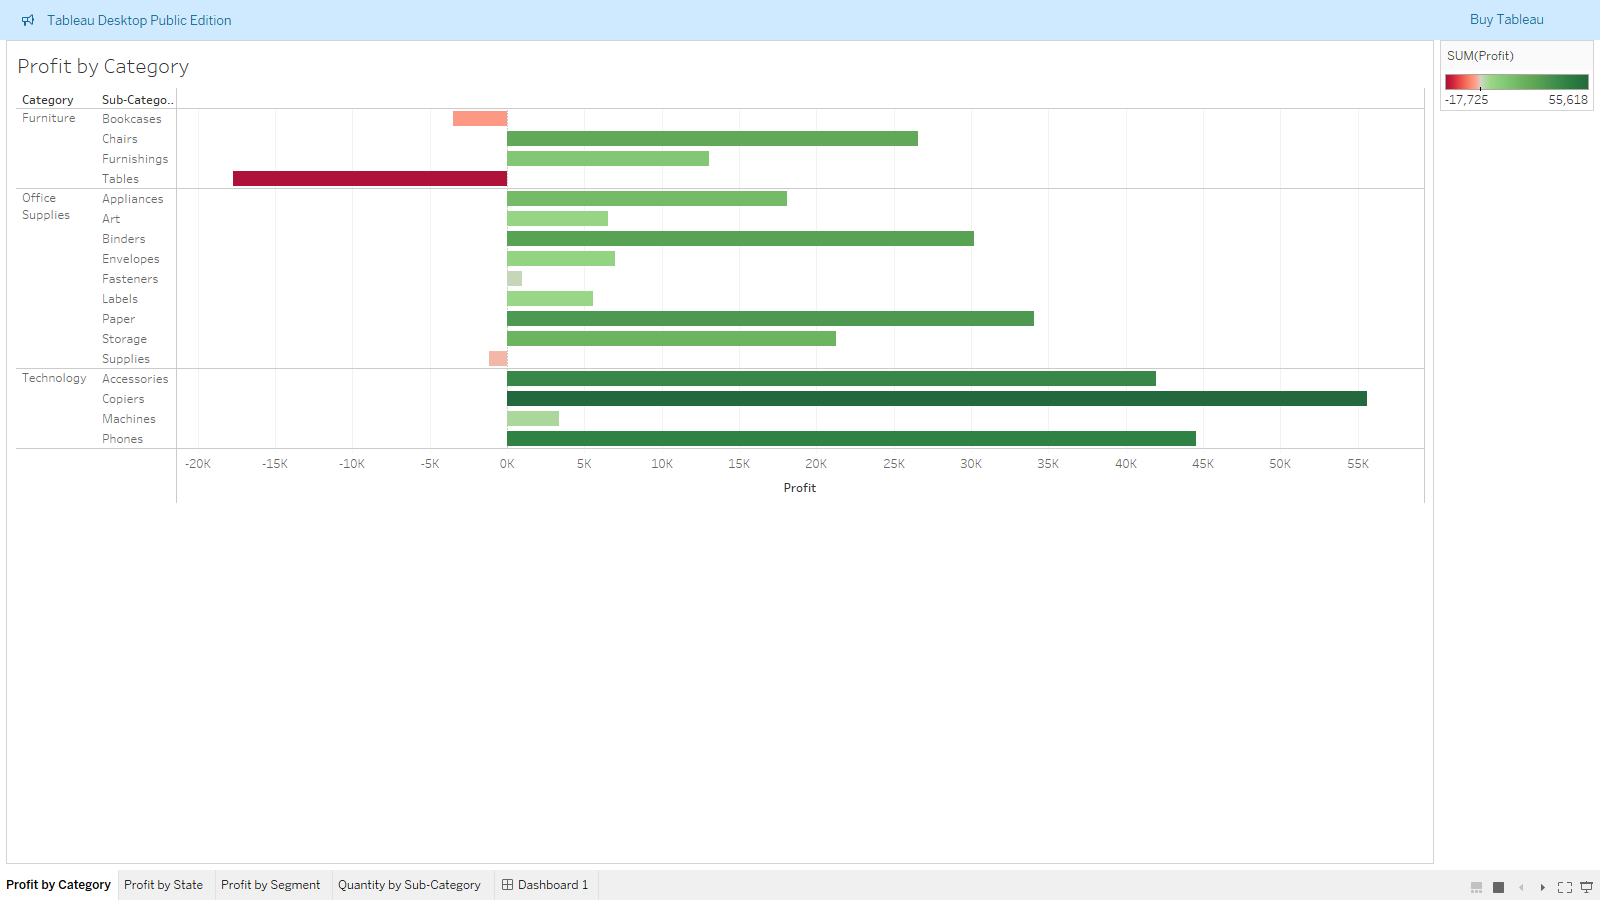 Tableau Desktop Public Edition
Buy Tableau
Profit by Category
SUM(Profit)
-17,725 55,618
Category Sub-Catego..
Furniture Bookcases
Chairs
Furnishings
Tables
Office Supplies Appliances
Art
Binders
Envelopes
Fasteners
Labels
Paper
Storage
Supplies
Technology Accessories
Copiers
Machines
Phones
-20K -15K -10K -5K 0K 5K 10K 15K 20K 25K 30K 35K 40K 45K 50K 55K
Profit
Profit by Category Profit by State Profit by Segment Quantity by Sub-Category Dashboard 1